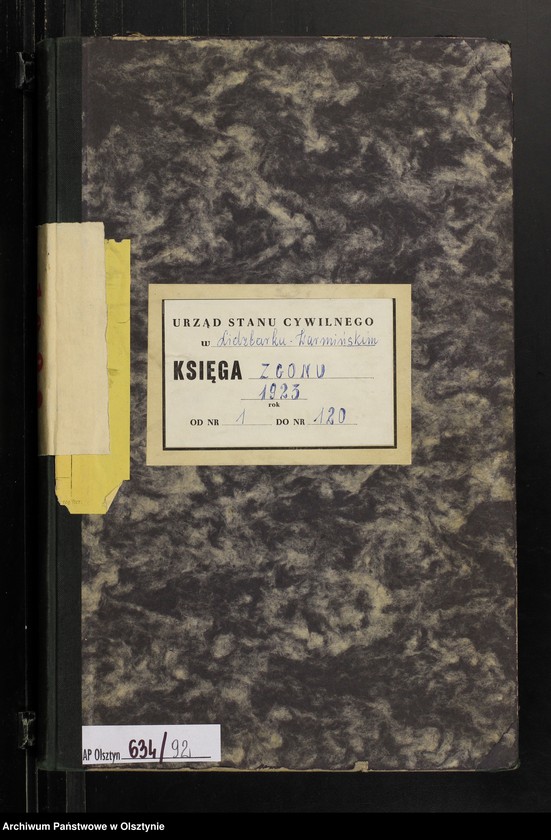 URZĄD STANU CYWILNEGO
w Lidzbarku-Warmińskim
KSIĘGA ZGONU
1923
rok
OD NR 1 DO NR 120
AP Olsztyn 634/92
Archiwum Państwowe w Olsztynie